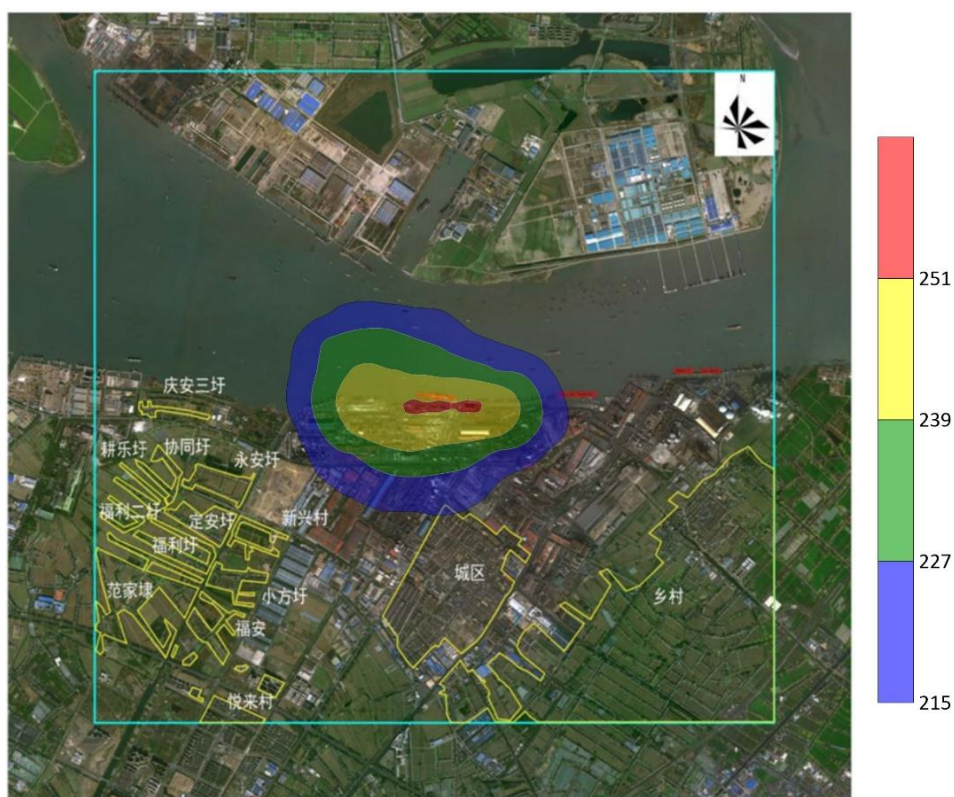 N
251
庆安三圩
239
耕乐圩
协同圩
永安圩
福利二圩
定安圩
新兴村
福利圩
227
城区
范家埭
小方圩
乡村
福安
悦来村
215